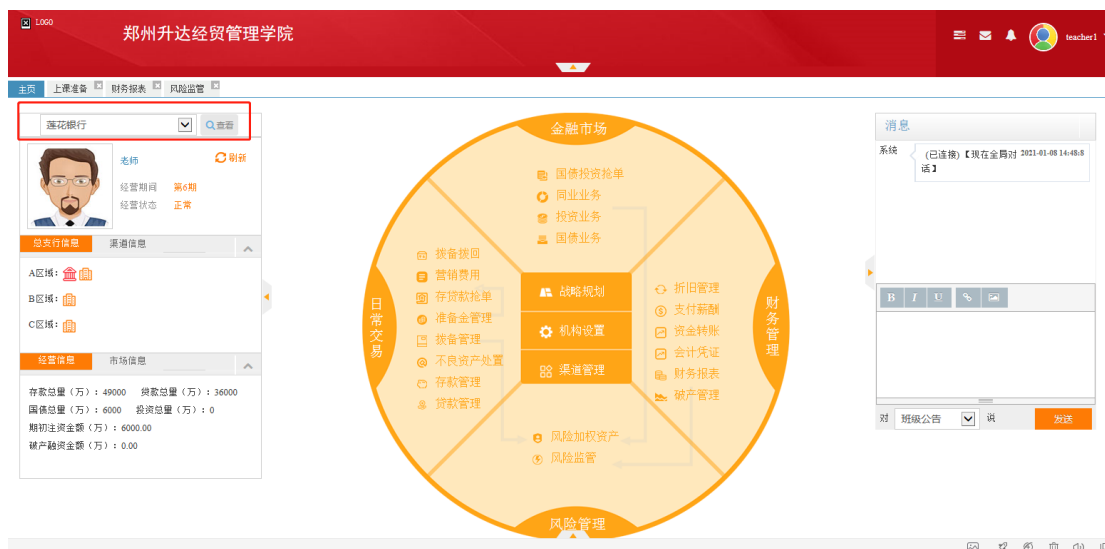 LOGO
郑州升达经贸管理学院
teacher1
主页 上课准备 财务报表 风险监管
莲花银行 查看
老师 刷新
经营期间 第6期
经营状态 正常
总支行信息 渠道信息
A区域：
B区域：
C区域：
经营信息 市场信息
存款总量（万）：49000 贷款总量（万）：36000
国债总量（万）：6000 投资总量（万）：0
期初注资金额（万）：6000.00
破产融资金额（万）：0.00
金融市场
国债投资抢单
同业业务
投资业务
国债业务
日常交易
拨备拨回
营销费用
存贷款抢单
准备金管理
拨备管理
不良资产处置
存款管理
贷款管理
战略规划
机构设置
渠道管理
折旧管理
支付薪酬
资金转账
会计凭证
财务报表
破产管理
财务管理
风险加权资产
风险监管
风险管理
消息
系统 (已连接)【现在全局对 2021-01-08 14:48:8
话】
B I U
对 班级公告 说 发送